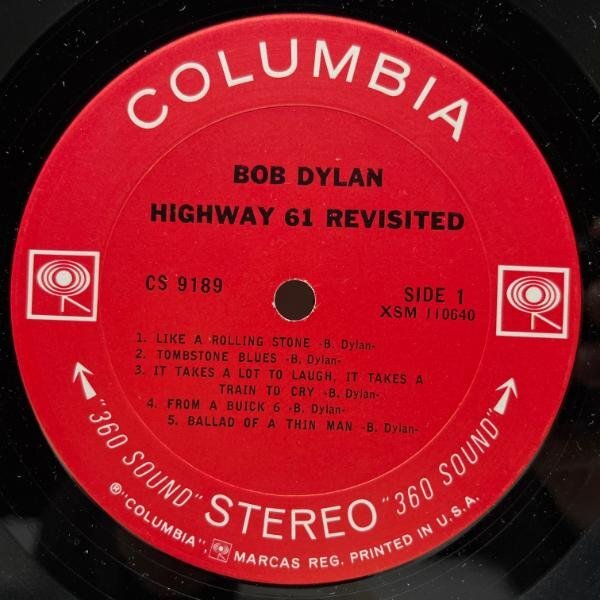 COLUMBIA
BOB DYLAN
HIGHWAY 61 REVISITED
CS 9189
SIDE 1
XSM 110640
1. LIKE A ROLLING STONE -B. Dylan-
2. TOMBSTONE BLUES -B. Dylan-
3. IT TAKES A LOT TO LAUGH, IT TAKES A
TRAIN TO CRY -B. Dylan-
4. FROM A BUICK 6 -B. Dylan-
5. BALLAD OF A THIN MAN -B. Dylan-
"360 SOUND" STEREO "360 SOUND"
®"COLUMBIA", MARCAS REG. PRINTED IN U.S.A.